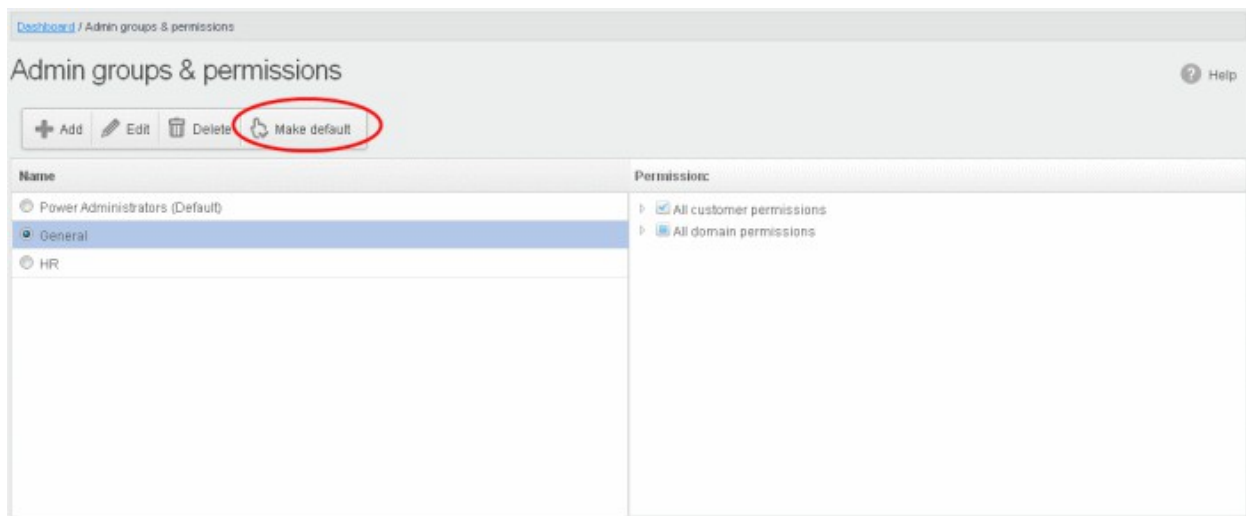 Dashboard / Admin groups & permissions
Admin groups & permissions
Help
Add Edit Delete Make default
Name Permission:
Power Administrators (Default) All customer permissions
General All domain permissions
HR